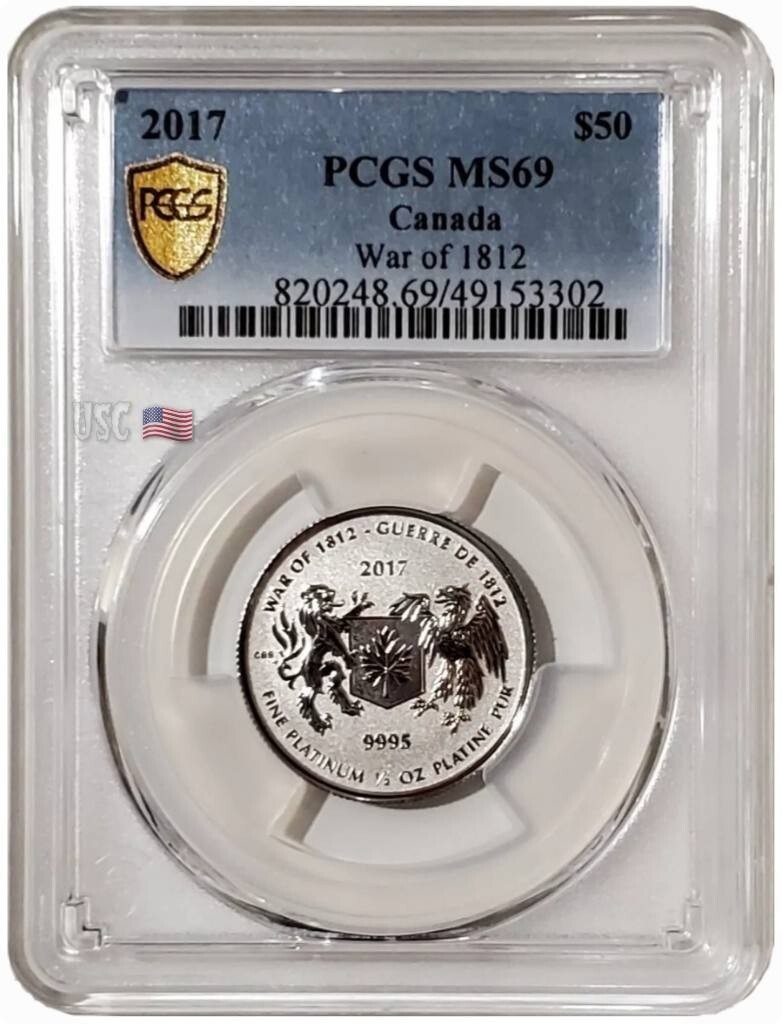 2017 $50
PCGS MS69
PCGS
Canada
War of 1812
820248.69/49153302
USC
WAR OF 1812 - GUERRE DE 1812
2017
CBS
9995
FINE PLATINUM ½ OZ PLATINE PUR